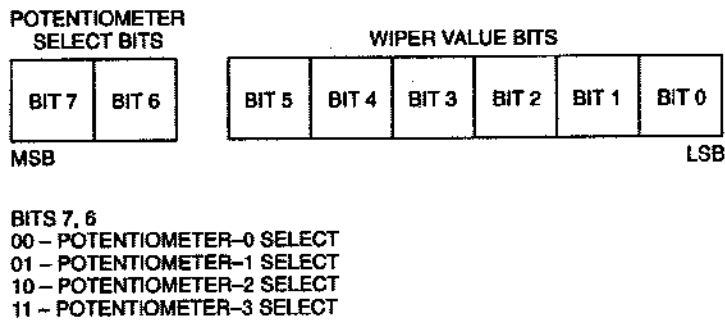 POTENTIOMETER
SELECT BITS
WIPER VALUE BITS
BIT 7 BIT 6 BIT 5 BIT 4 BIT 3 BIT 2 BIT 1 BIT 0
MSB LSB
BITS 7, 6
00 – POTENTIOMETER–0 SELECT
01 – POTENTIOMETER–1 SELECT
10 – POTENTIOMETER–2 SELECT
11 – POTENTIOMETER–3 SELECT